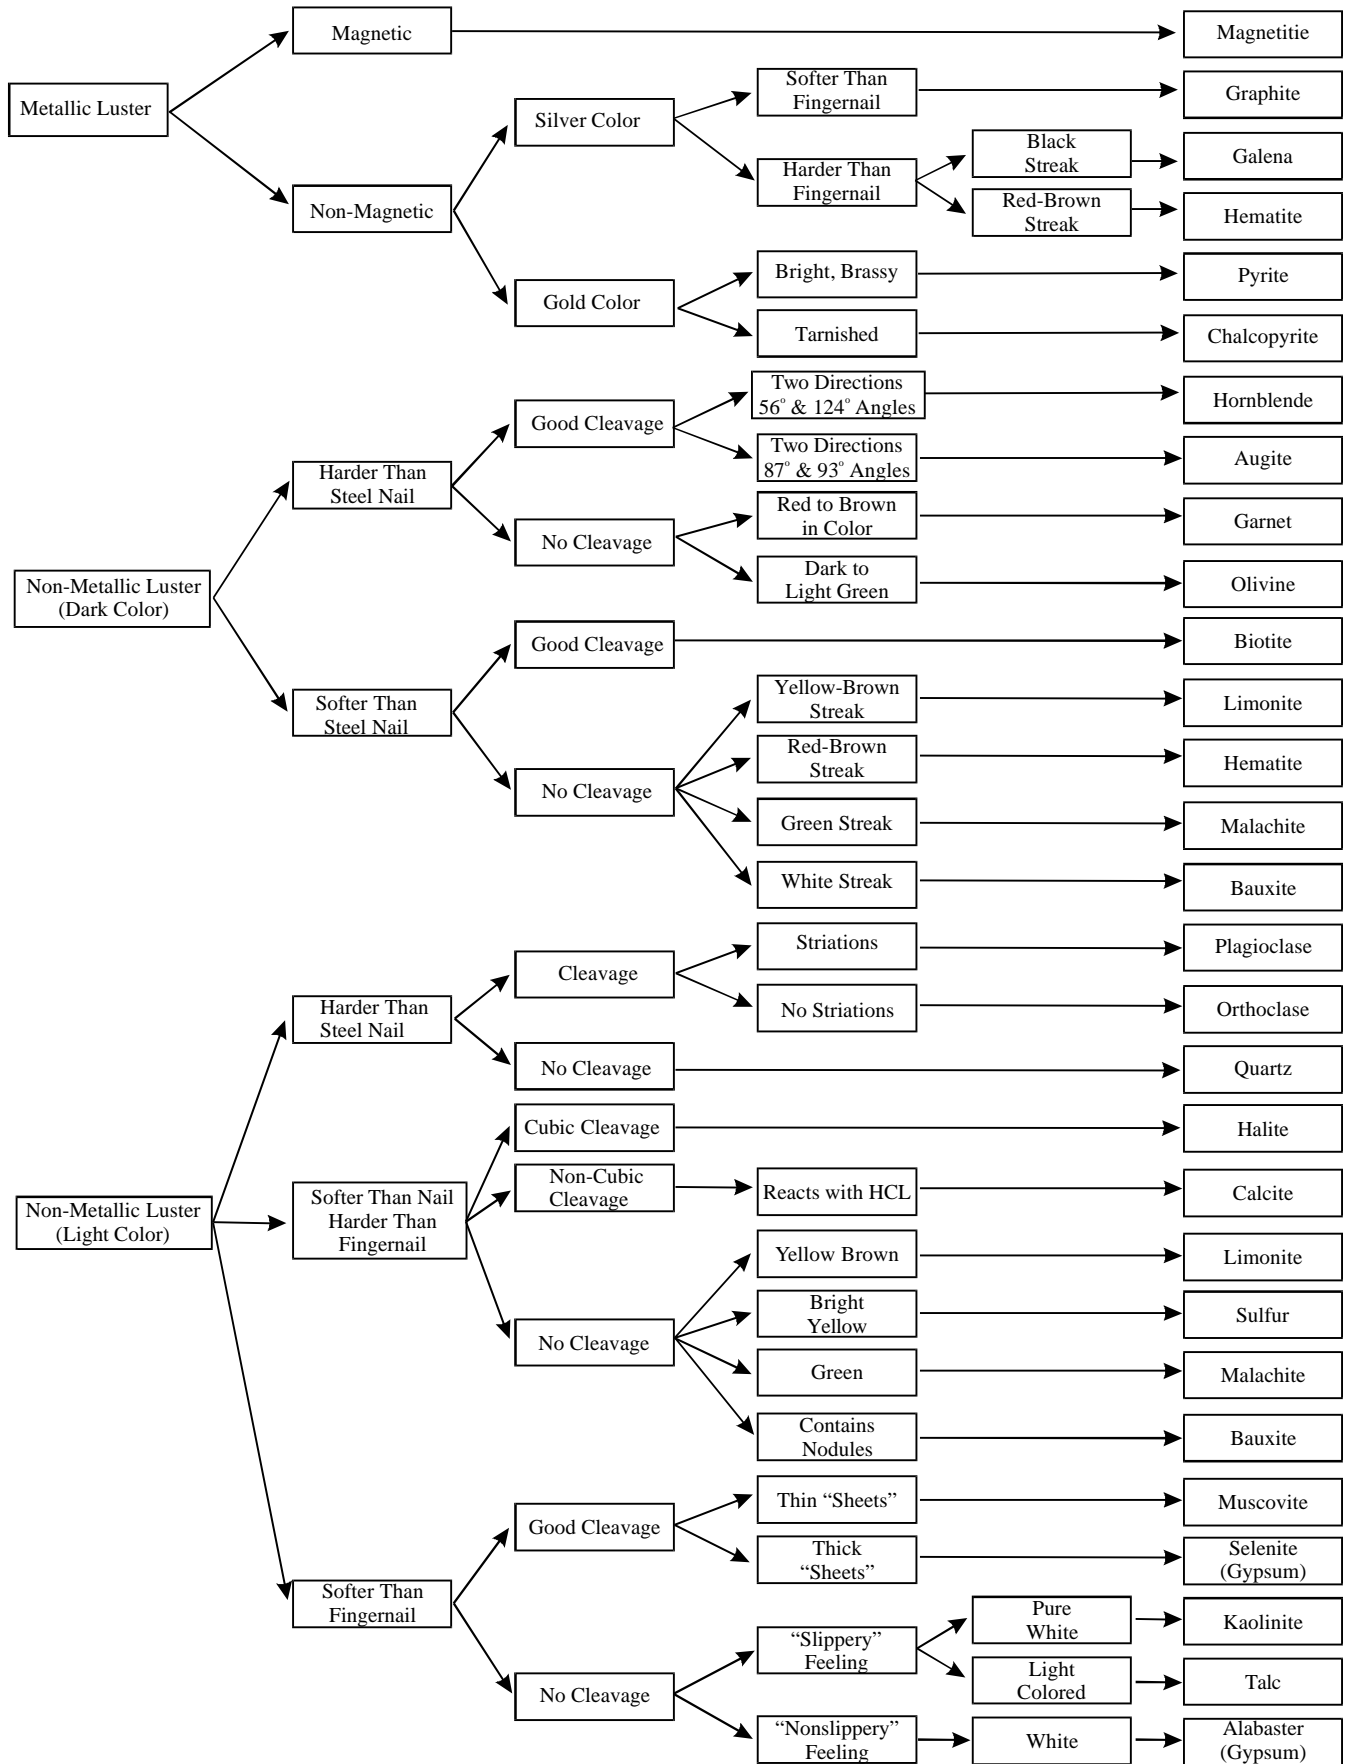 Magnetic
Magnetitie
Metallic Luster
Silver Color
Softer Than
Fingernail
Graphite
Harder Than
Fingernail
Black
Streak
Galena
Non-Magnetic
Red-Brown
Streak
Hematite
Gold Color
Bright, Brassy
Pyrite
Tarnished
Chalcopyrite
Good Cleavage
Two Directions
56° & 124° Angles
Hornblende
Harder Than
Steel Nail
Two Directions
87° & 93° Angles
Augite
No Cleavage
Red to Brown
in Color
Garnet
Non-Metallic Luster
(Dark Color)
Dark to
Light Green
Olivine
Good Cleavage
Biotite
Softer Than
Steel Nail
Yellow-Brown
Streak
Limonite
No Cleavage
Red-Brown
Streak
Hematite
Green Streak
Malachite
White Streak
Bauxite
Cleavage
Striations
Plagioclase
Harder Than
Steel Nail
No Striations
Orthoclase
No Cleavage
Quartz
Cubic Cleavage
Halite
Non-Metallic Luster
(Light Color)
Softer Than Nail
Harder Than
Fingernail
Non-Cubic
Cleavage
Reacts with HCL
Calcite
Yellow Brown
Limonite
No Cleavage
Bright
Yellow
Sulfur
Green
Malachite
Contains
Nodules
Bauxite
Good Cleavage
Thin “Sheets”
Muscovite
Thick
“Sheets”
Selenite
(Gypsum)
Softer Than
Fingernail
“Slippery”
Feeling
Pure
White
Kaolinite
No Cleavage
Light
Colored
Talc
“Nonslippery”
Feeling
White
Alabaster
(Gypsum)